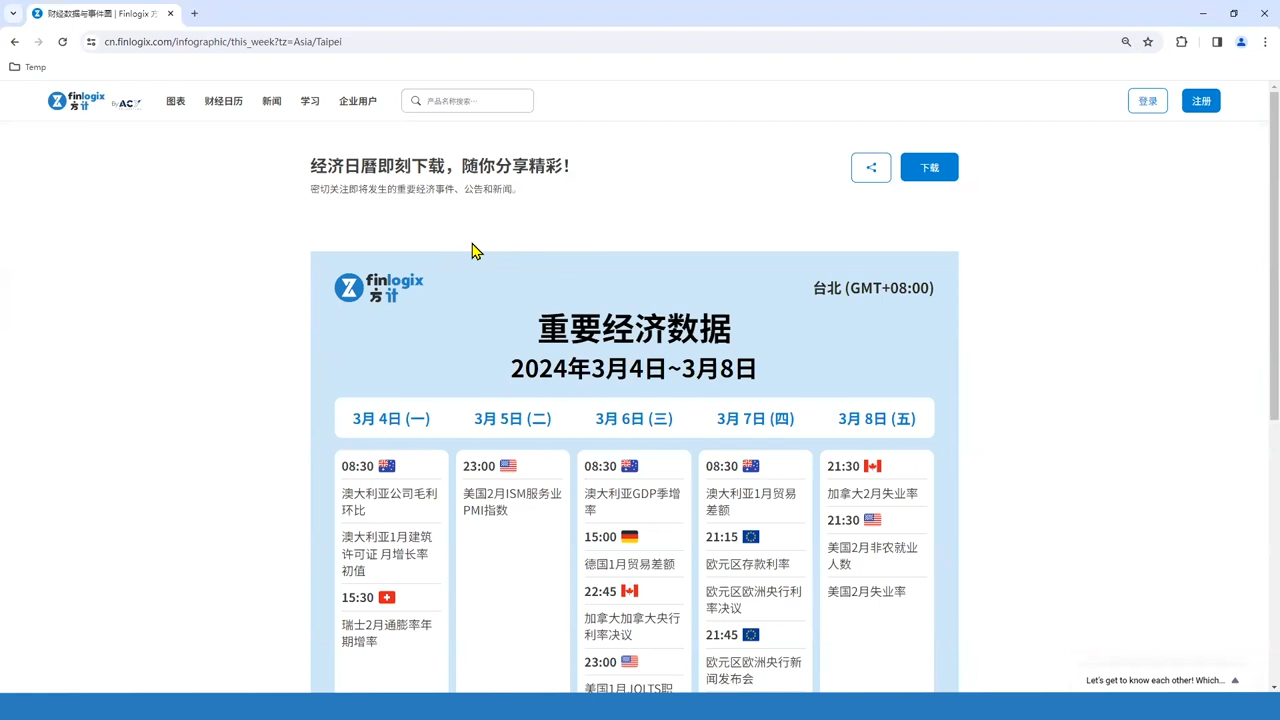 财经数据与事件圖 | Finlogix 方
cn.finlogix.com/infographic/this_week?tz=Asia/Taipei
Temp
finlogix 方计 By ACY 图表 财经日历 新闻 学习 企业用户 产品名称搜索… 登录 注册
经济日曆即刻下载，随你分享精彩！ 下载
密切关注即将发生的重要经济事件、公告和新闻。
finlogix 方计
台北 (GMT+08:00)
重要经济数据
2024年3月4日~3月8日
3月 4日 (一) 3月 5日 (二) 3月 6日 (三) 3月 7日 (四) 3月 8日 (五)
08:30
澳大利亚公司毛利
环比
澳大利亚1月建筑
许可证 月增长率
初值
15:30
瑞士2月通膨率年
期增率
23:00
美国2月ISM服务业
PMI指数
08:30
澳大利亚GDP季增
率
15:00
德国1月贸易差额
22:45
加拿大加拿大央行
利率决议
23:00
美国1月JOLTS职
08:30
澳大利亚1月贸易
差额
21:15
欧元区存款利率
欧元区欧洲央行利
率决议
21:45
欧元区欧洲央行新
闻发布会
21:30
加拿大2月失业率
21:30
美国2月非农就业
人数
美国2月失业率
Let's get to know each other! Which...